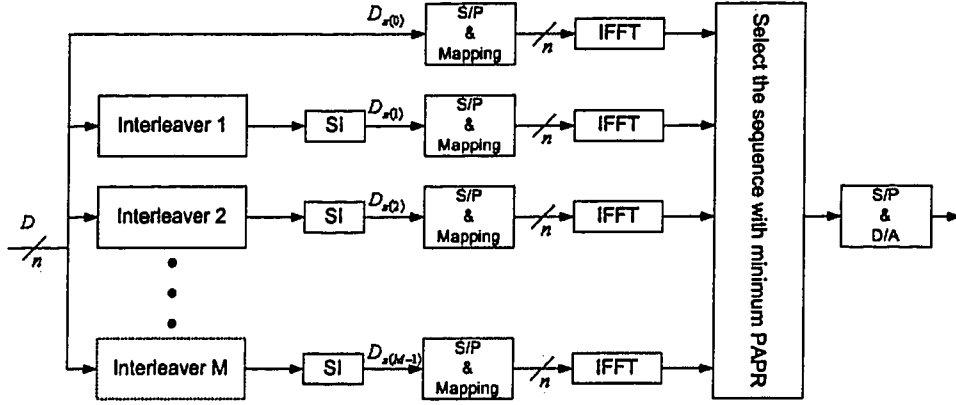 D_{s(0)}
S/P
&
Mapping
n
IFFT
Interleaver 1
SI
D_{s(1)}
S/P
&
Mapping
n
IFFT
D
n
Interleaver 2
SI
D_{s(2)}
S/P
&
Mapping
n
IFFT
Interleaver M
SI
D_{s(M-1)}
S/P
&
Mapping
n
IFFT
Select the sequence with minimum PAPR
S/P
&
D/A